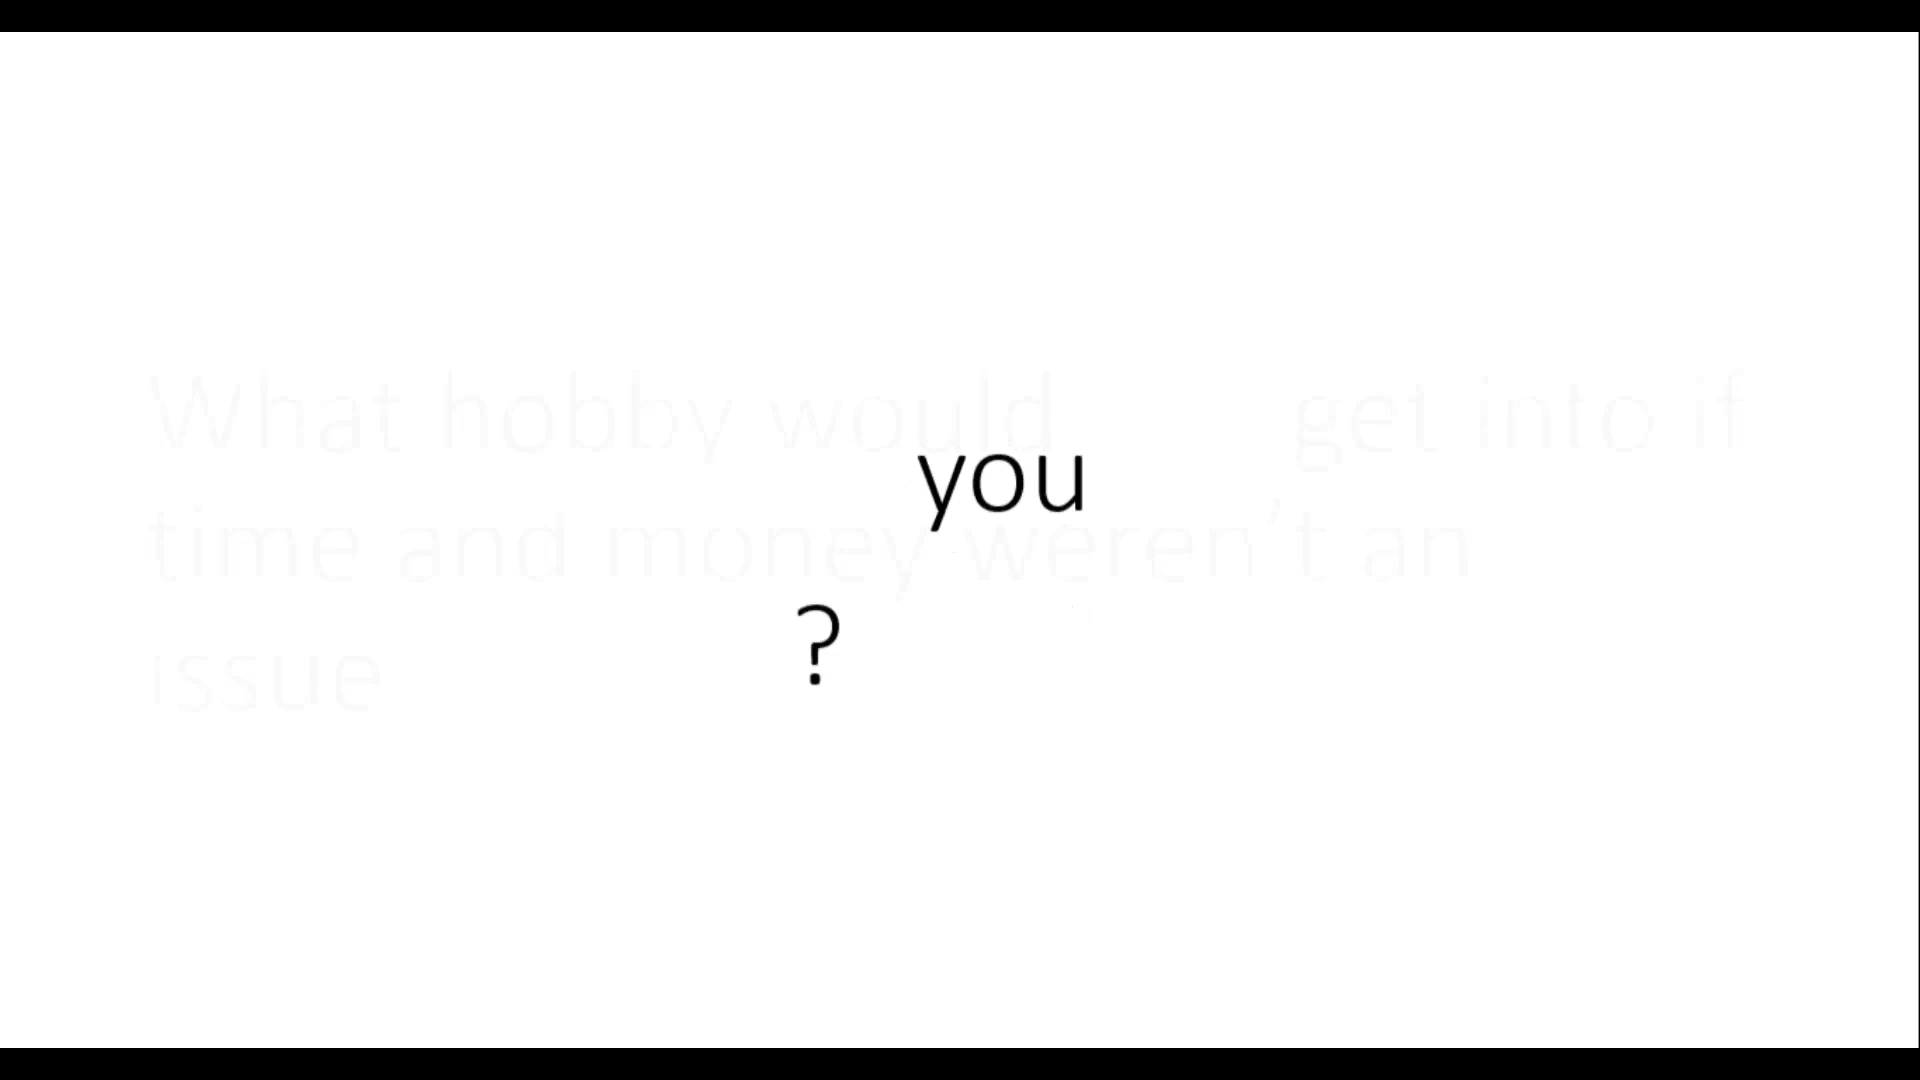 What hobby would get into if
you
time and money weren't an
?
issue